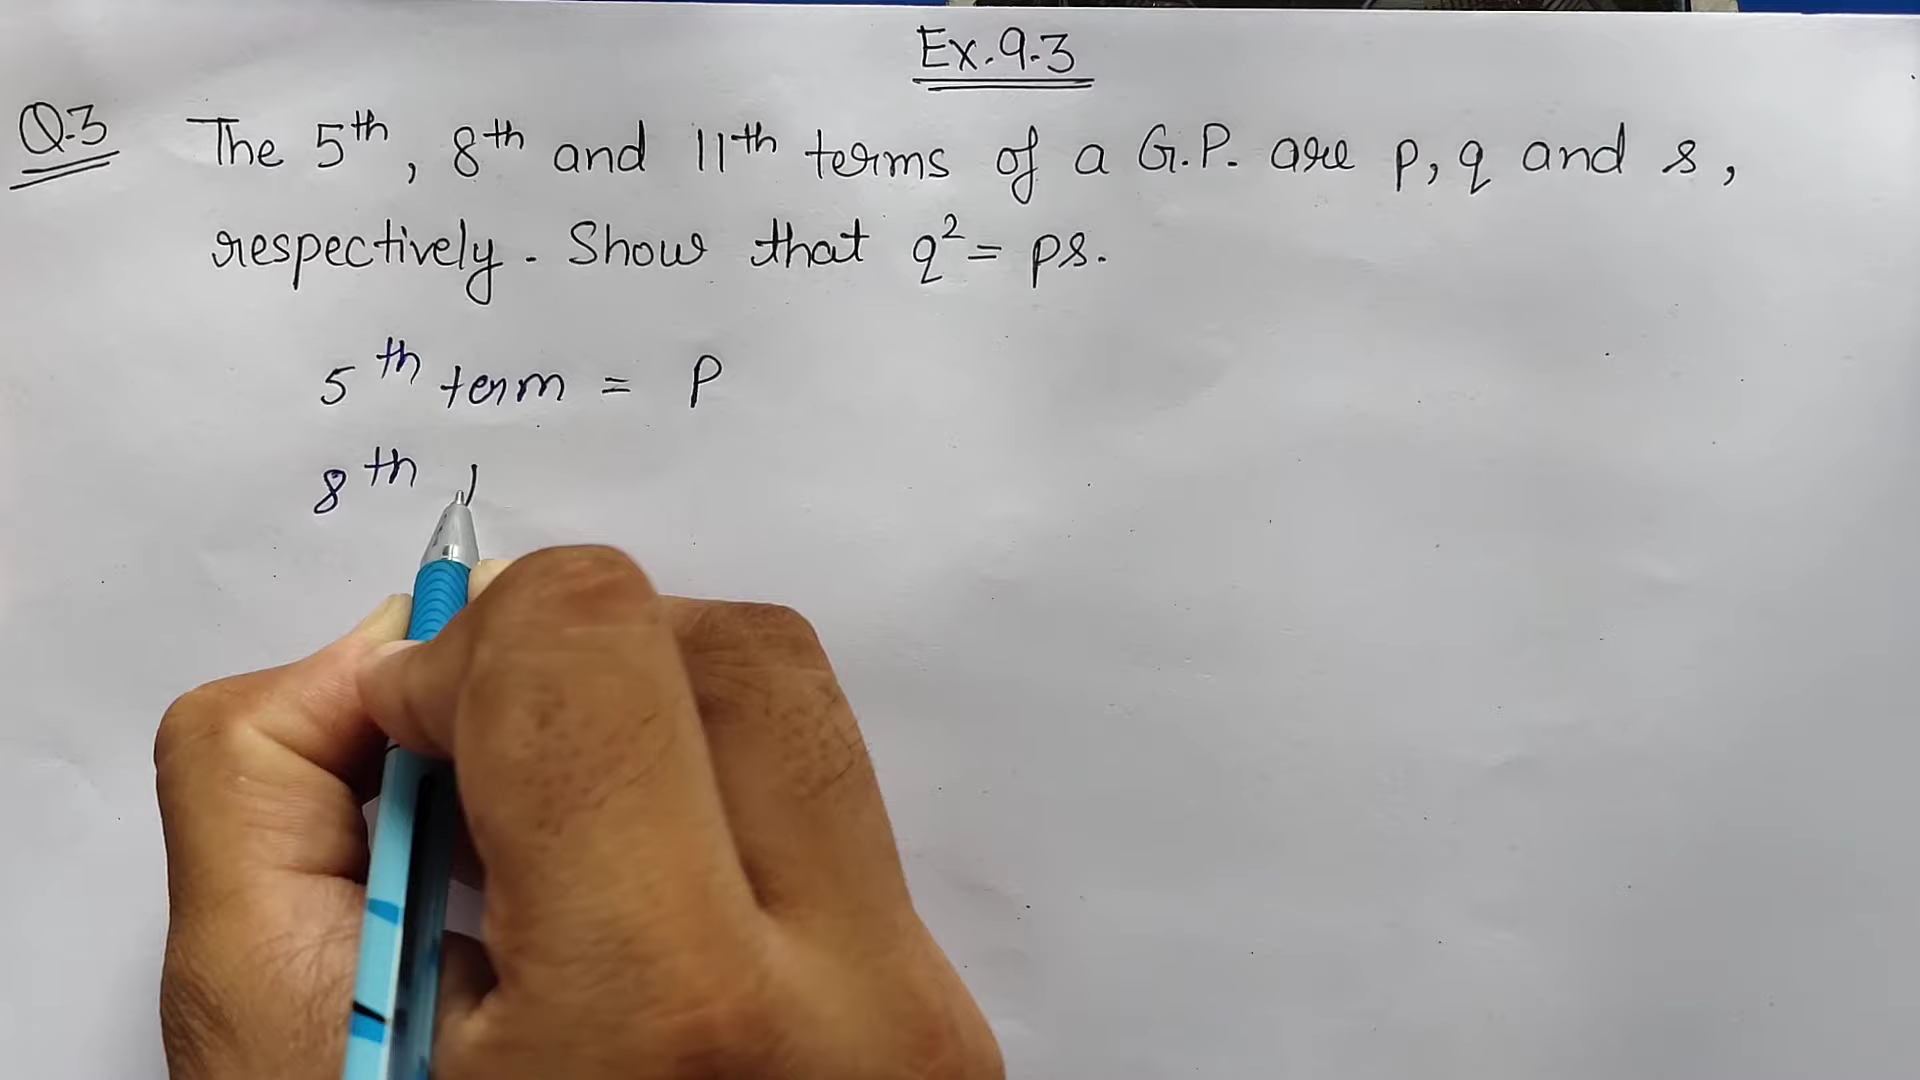 Ex. 9.3
Q.3 The 5th, 8th and 11th terms of a G.P. are p, q and s,
respectively. Show that q² = ps.
5th term = P
8th